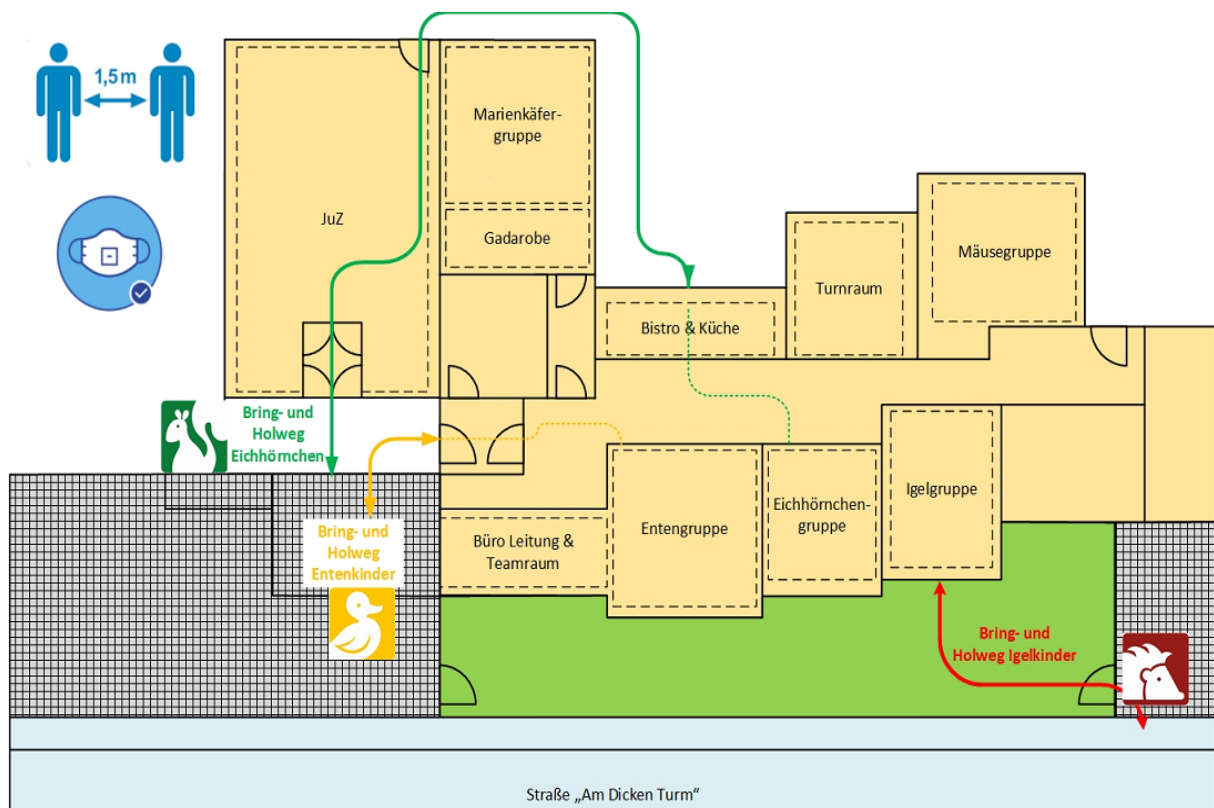 1,5 m
Marienkäfer-
gruppe
JuZ
Gadarobe
Mäusegruppe
Turnraum
Bistro & Küche
Bring- und
Holweg
Eichhörnchen
Igelgruppe
Eichhörnchen-
gruppe
Entengruppe
Büro Leitung &
Teamraum
Bring- und
Holweg
Entenkinder
Bring- und
Holweg Igelkinder
Straße „Am Dicken Turm“